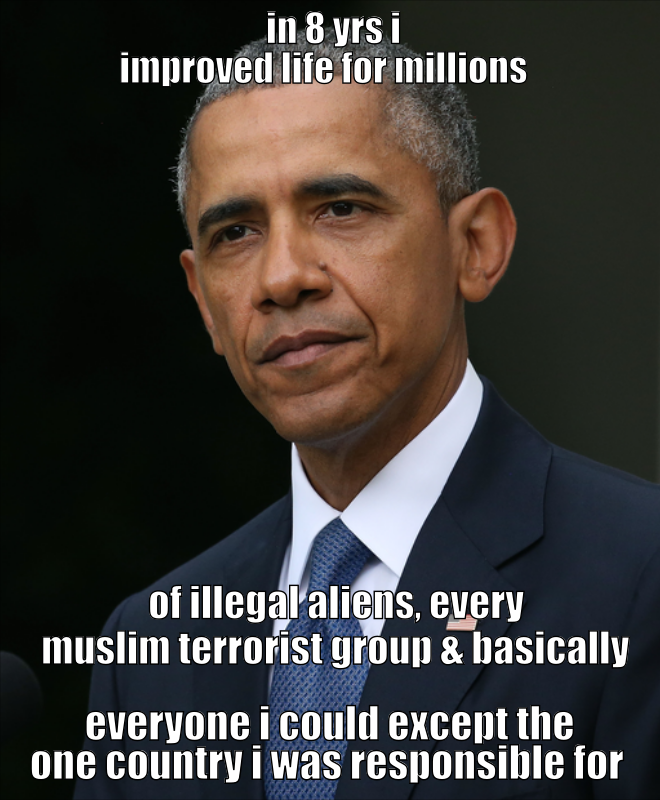 in 8 yrs i
improved life for millions
of illegal aliens, every
muslim terrorist group & basically
everyone i could except the
one country i was responsible for